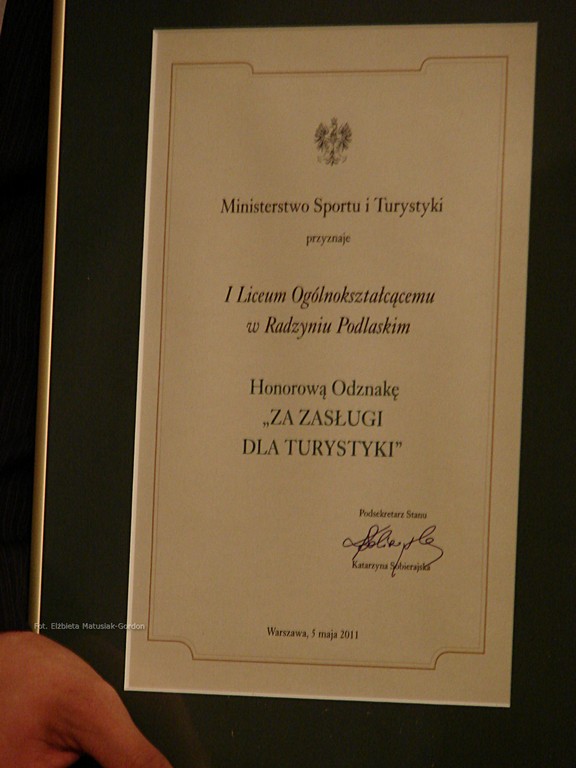 Ministerstwo Sportu i Turystyki
przyznaje
I Liceum Ogólnokształcącemu
w Radzyniu Podlaskim
Honorową Odznakę
„ZA ZASŁUGI
DLA TURYSTYKI”
Podsekretarz Stanu
Katarzyna Sobierajska
Warszawa, 5 maja 2011
Fot. Elżbieta Matusiak-Gordon